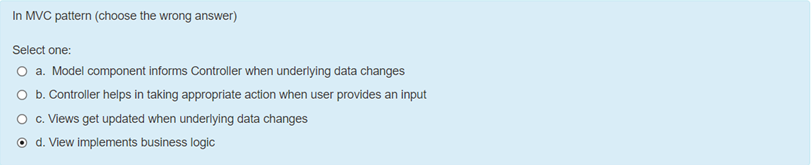 In MVC pattern (choose the wrong answer)
Select one:
a. Model component informs Controller when underlying data changes
b. Controller helps in taking appropriate action when user provides an input
c. Views get updated when underlying data changes
d. View implements business logic